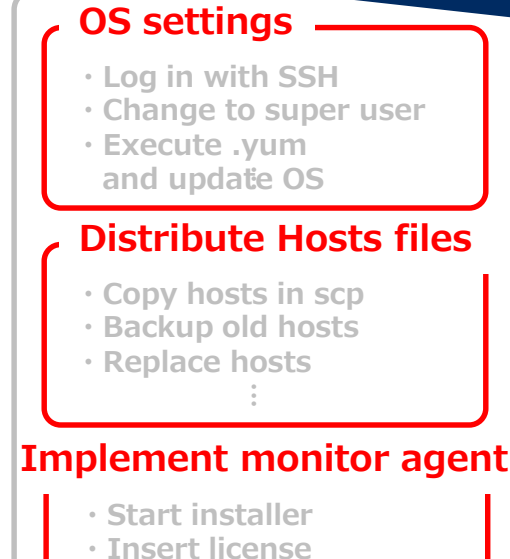 OS settings
・Log in with SSH
・Change to super user
・Execute .yum
and update OS
Distribute Hosts files
・Copy hosts in scp
・Backup old hosts
・Replace hosts
⋮
Implement monitor agent
・Start installer
・Insert license